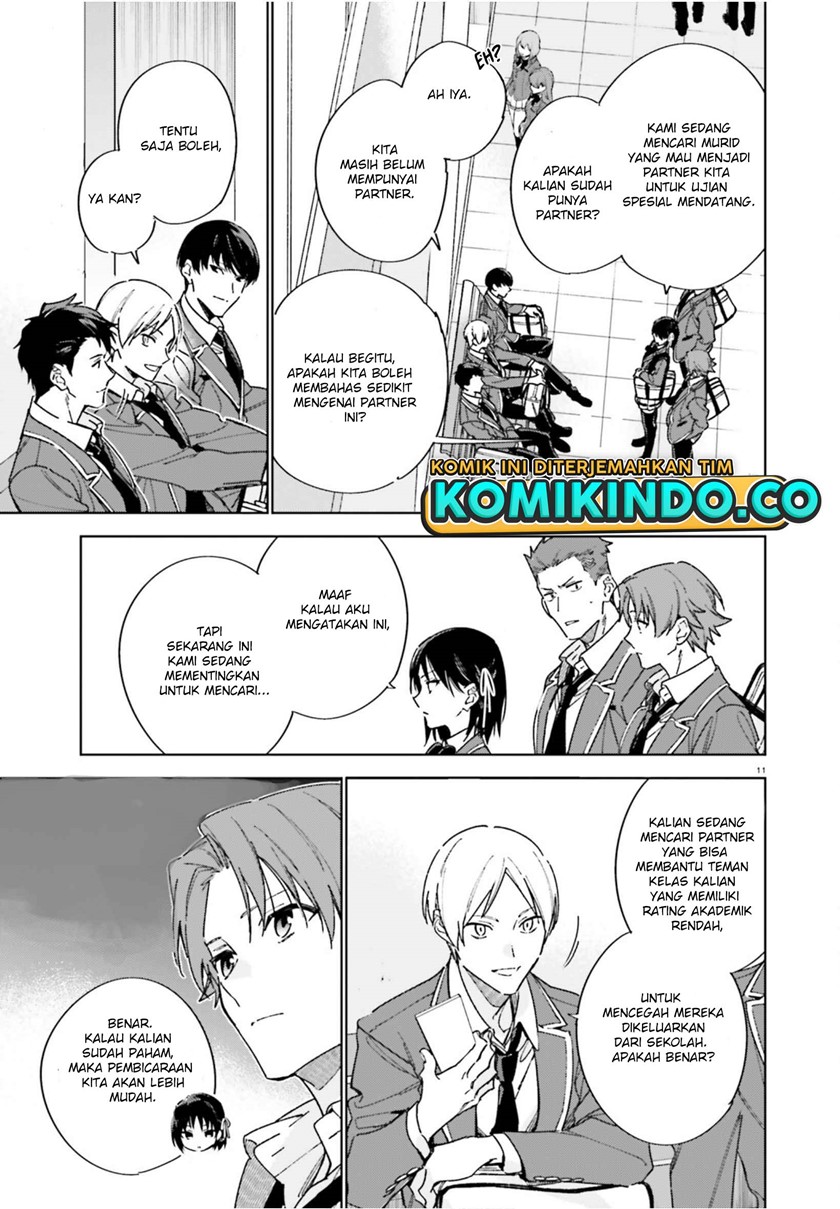 KAMI SEDANG
MENCARI MURID
YANG MAU MENJADI
PARTNER KITA
UNTUK UJIAN
SPESIAL MENDATANG.
APAKAH
KALIAN SUDAH
PUNYA
PARTNER?
EH?
AH IYA.
KITA
MASIH BELUM
MEMPUNYAI
PARTNER.
KALAU BEGITU,
APAKAH KITA BOLEH
MEMBAHAS SEDIKIT
MENGENAI PARTNER
INI?
TENTU
SAJA BOLEH,
YA KAN?
KOMIK INI DITERJEMAHKAN TIM
KOMIKINDO.CO
MAAF
KALAU AKU
MENGATAKAN INI,
TAPI
SEKARANG INI
KAMI SEDANG
MEMENTINGKAN
UNTUK MENCARI...
11
KALIAN SEDANG
MENCARI PARTNER
YANG BISA
MEMBANTU TEMAN
KELAS KALIAN
YANG MEMILIKI
RATING AKADEMIK
RENDAH,
UNTUK
MENCEGAH MEREKA
DIKELUARKAN
DARI SEKOLAH.
APAKAH BENAR?
BENAR.
KALAU KALIAN
SUDAH PAHAM,
MAKA PEMBICARAAN
KITA AKAN LEBIH
MUDAH.